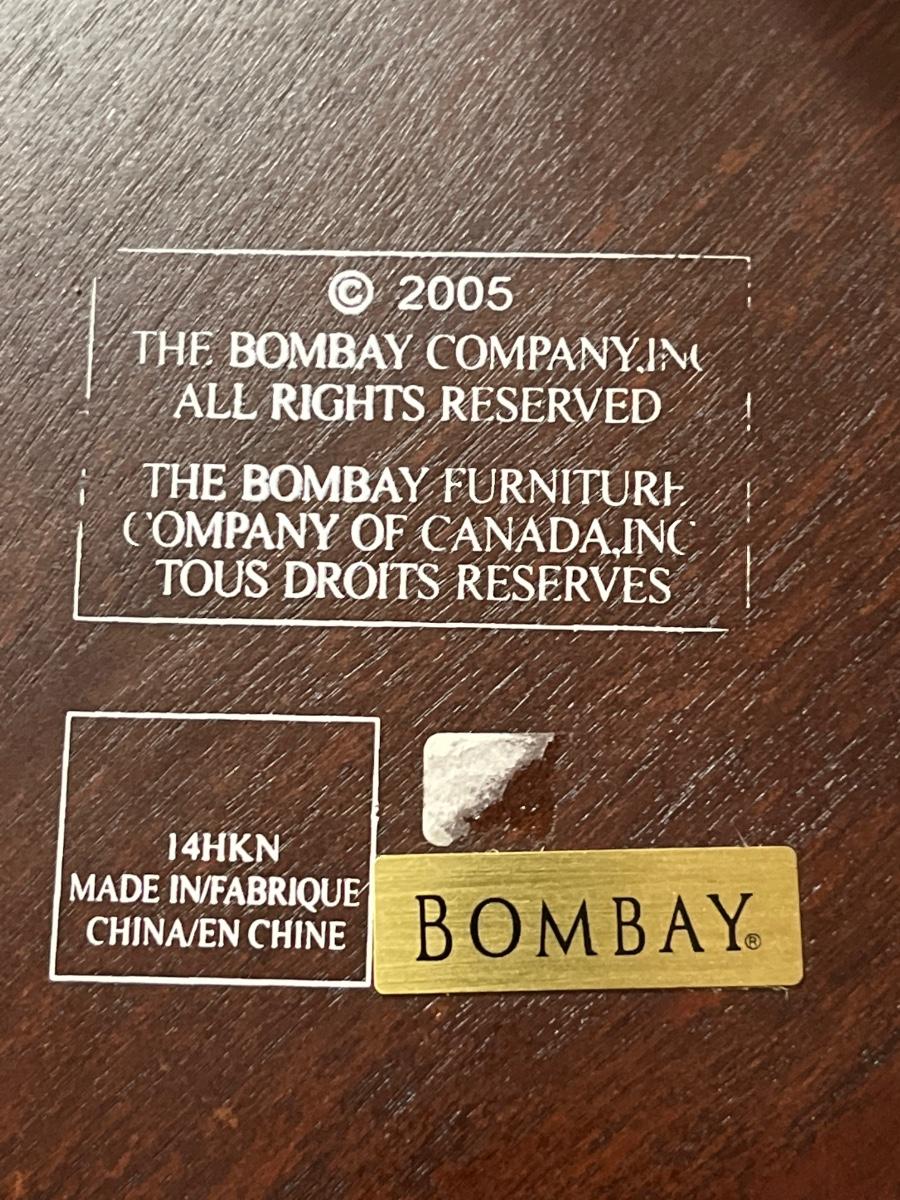 © 2005
THE BOMBAY COMPANY,INC
ALL RIGHTS RESERVED
THE BOMBAY FURNITURE
COMPANY OF CANADA,INC
TOUS DROITS RESERVES
14HKN
MADE IN/FABRIQUE
CHINA/EN CHINE
BOMBAY®